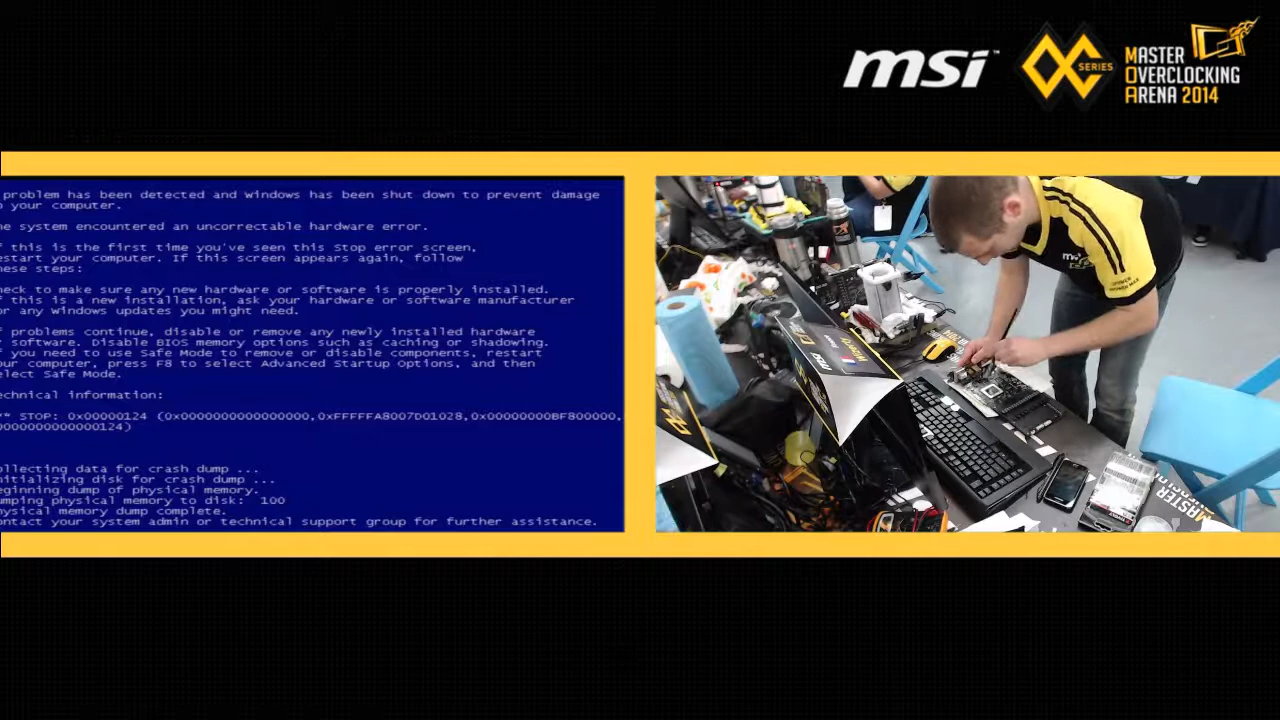 msi™
OC SERIES
MASTER
OVERCLOCKING
ARENA 2014
problem has been detected and Windows has been shut down to prevent damage
o your computer.
he system encountered an uncorrectable hardware error.
f this is the first time you've seen this Stop error screen,
estart your computer. If this screen appears again, follow
hese steps:
heck to make sure any new hardware or software is properly installed.
f this is a new installation, ask your hardware or software manufacturer
or any Windows updates you might need.
f problems continue, disable or remove any newly installed hardware
r software. Disable BIOS memory options such as caching or shadowing.
f you need to use Safe Mode to remove or disable components, restart
our computer, press F8 to select Advanced Startup Options, and then
elect Safe Mode.
echnical information:
** STOP: 0x00000124 (0x0000000000000000,0xFFFFFA8007D01028,0x00000000BF800000,
000000000000124)
ollecting data for crash dump ...
nitializing disk for crash dump ...
eginning dump of physical memory.
umping physical memory to disk: 100
hysical memory dump complete.
ontact your system admin or technical support group for further assistance.
msi
MASTER